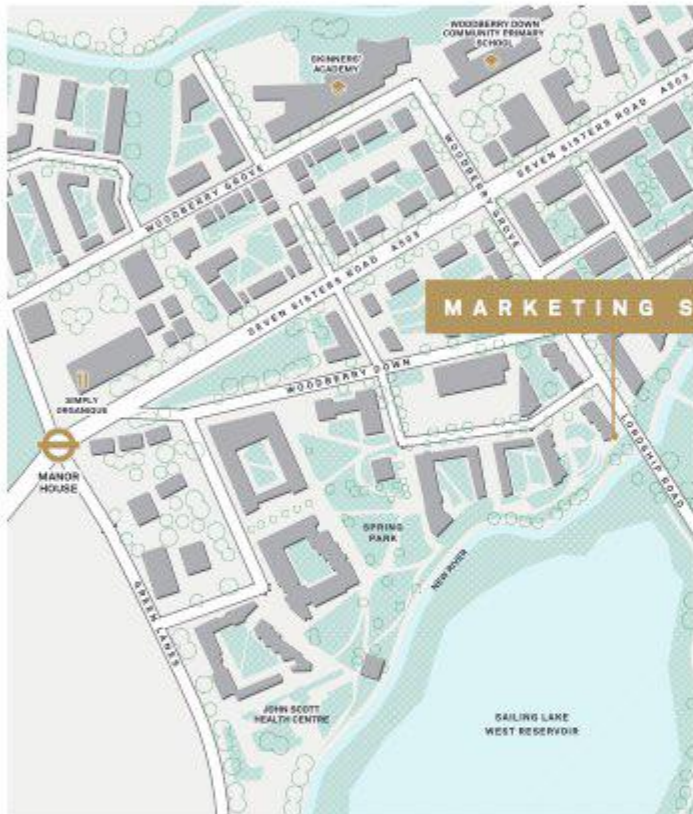 WOODBERRY DOWN
COMMUNITY PRIMARY
SCHOOL
SKINNERS'
ACADEMY
SEVEN SISTERS ROAD A503
WOODBERRY GROVE
WOODBERRY GROVE
SEVEN SISTERS ROAD A503
MARKETING S
WOODBERRY DOWN
SIMPLY
ORGANIQUE
LORDSHIP ROAD
MANOR
HOUSE
SPRING
PARK
NEW RIVER
GREEN LANES
JOHN SCOTT
HEALTH CENTRE
SAILING LAKE
WEST RESERVOIR